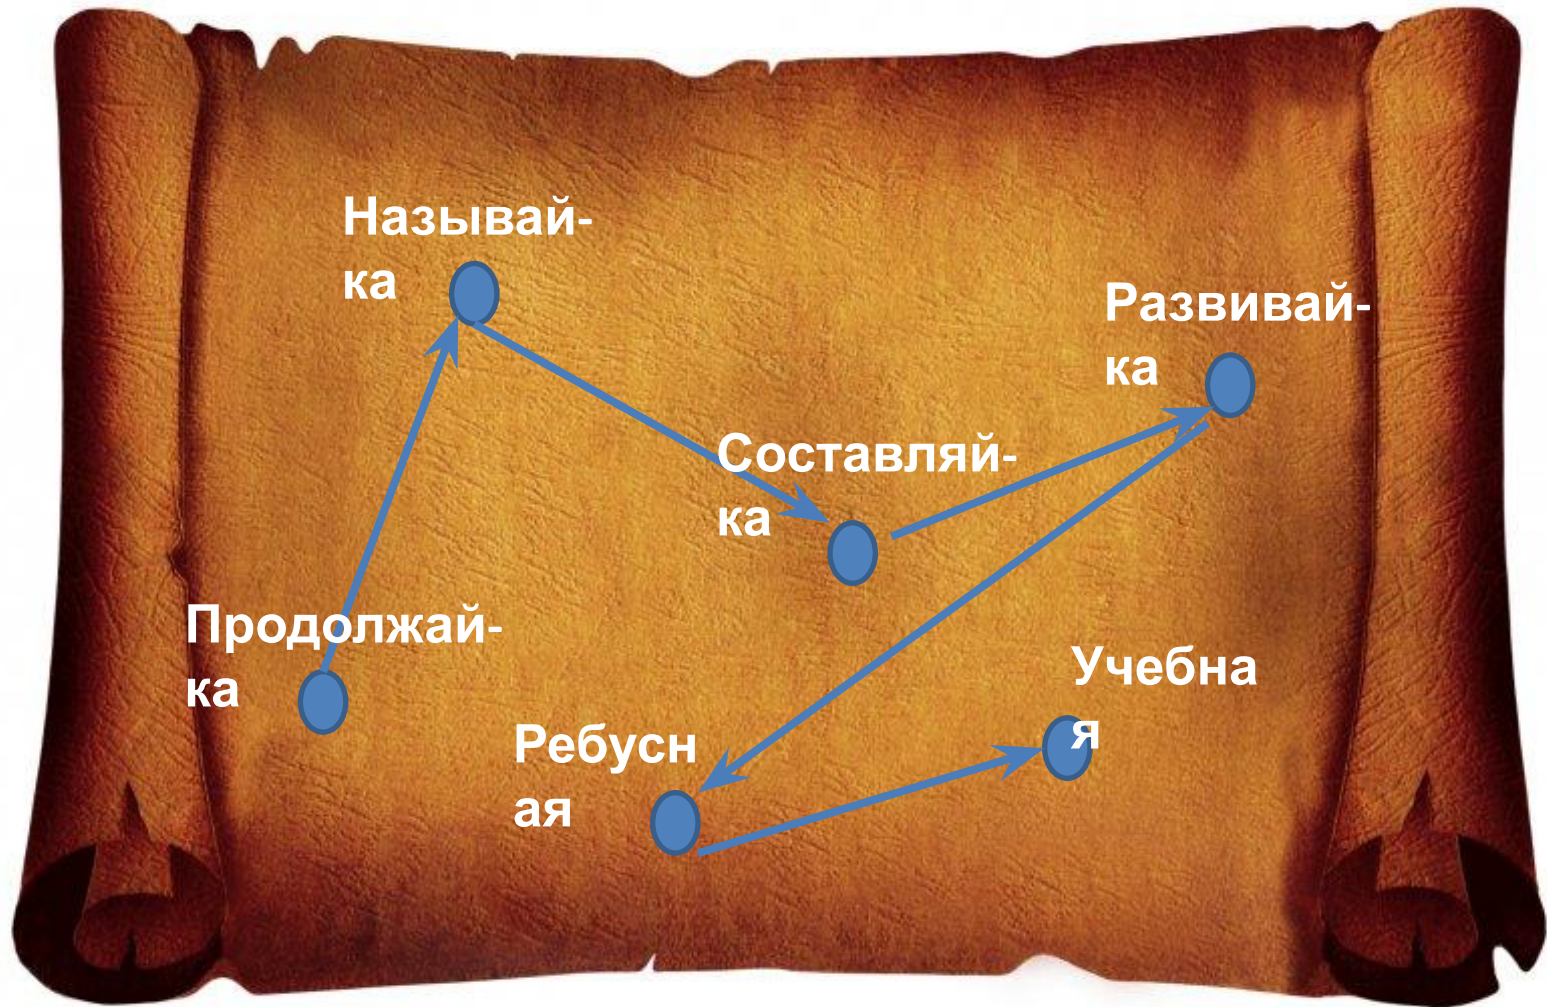 Называй-
ка
Развивай-
ка
Составляй-
ка
Продолжай-
ка
Учебна
я
Ребусн
ая